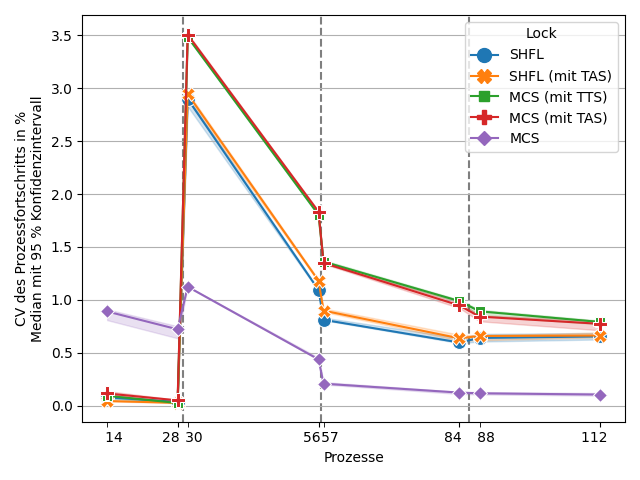 CV des Prozessfortschritts in %
Median mit 95 % Konfidenzintervall
3.5
3.0
2.5
2.0
1.5
1.0
0.5
0.0
Lock
SHFL
SHFL (mit TAS)
MCS (mit TTS)
MCS (mit TAS)
MCS
14 28 30 56 57 84 88 112
Prozesse